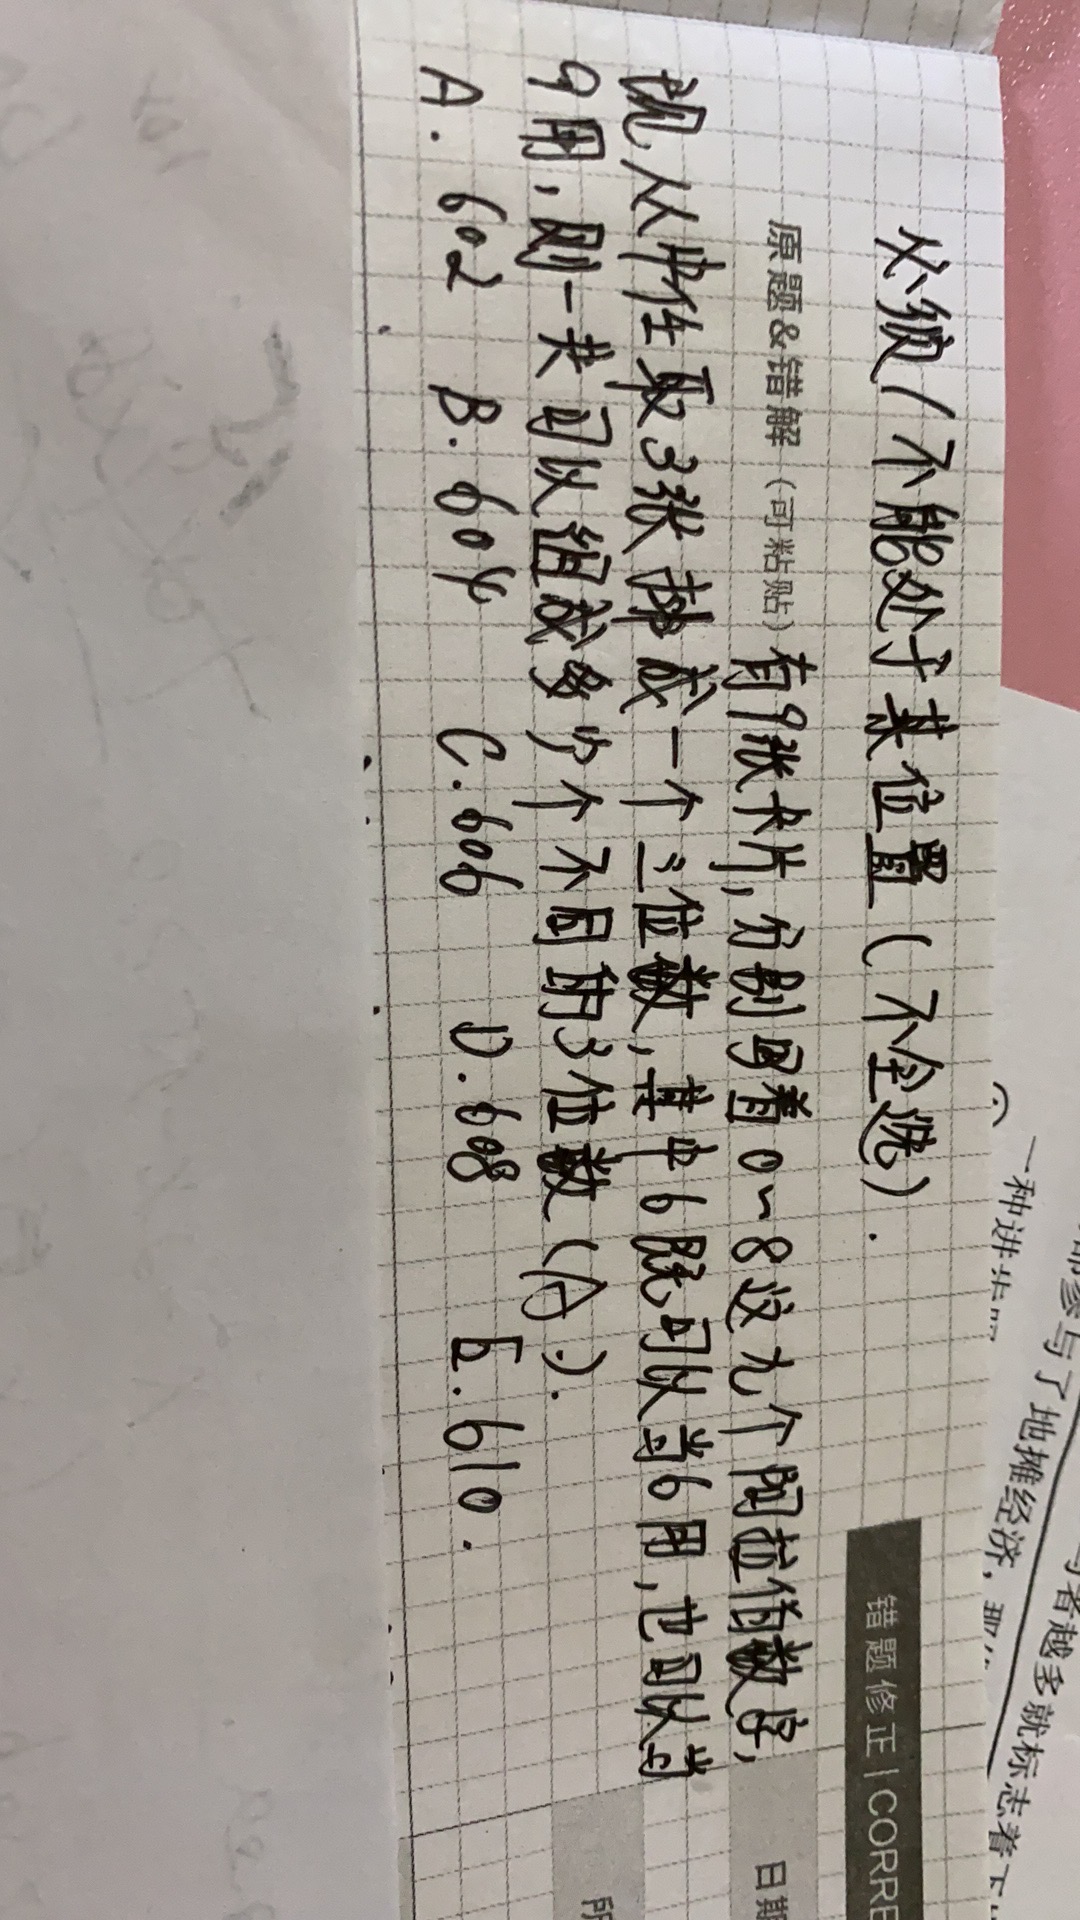 必须/不能处于某位置(不全选).
原题&错解(可粘贴)有9张卡片,分别写着0~8这九个阿拉伯数字,
现从中任取3张排成一个三位数,其中6既可以当6用,也可以当
9用,则一共可以组成多少个不同的3位数(A).
A. 602 B. 604 C. 606 D. 608 E. 610.
错题修正 | CORRE
日期
所
一种进步
参与了地摊经济,
者越多就标志着